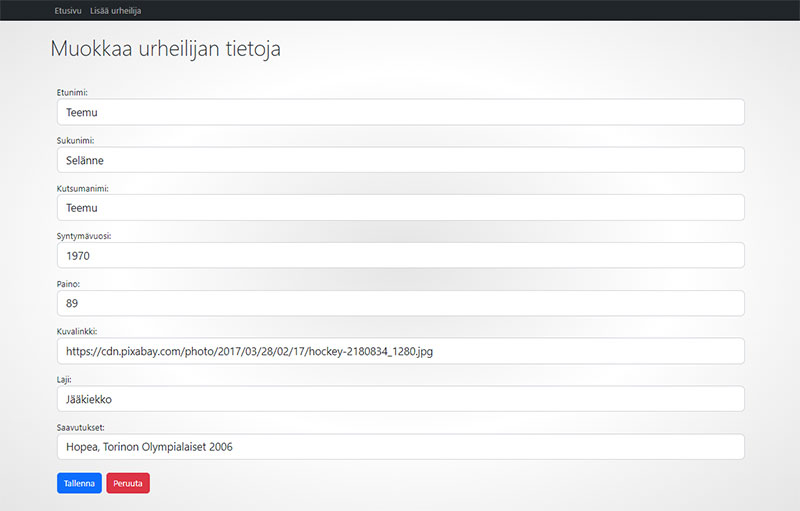 Etusivu Lisää urheilija
Muokkaa urheilijan tietoja
Etunimi:
Teemu
Sukunimi:
Selänne
Kutsumanimi:
Teemu
Syntymävuosi:
1970
Paino:
89
Kuvalinkki:
https://cdn.pixabay.com/photo/2017/03/28/02/17/hockey-2180834_1280.jpg
Laji:
Jääkiekko
Saavutukset:
Hopea, Torinon Olympialaiset 2006
Tallenna Peruuta